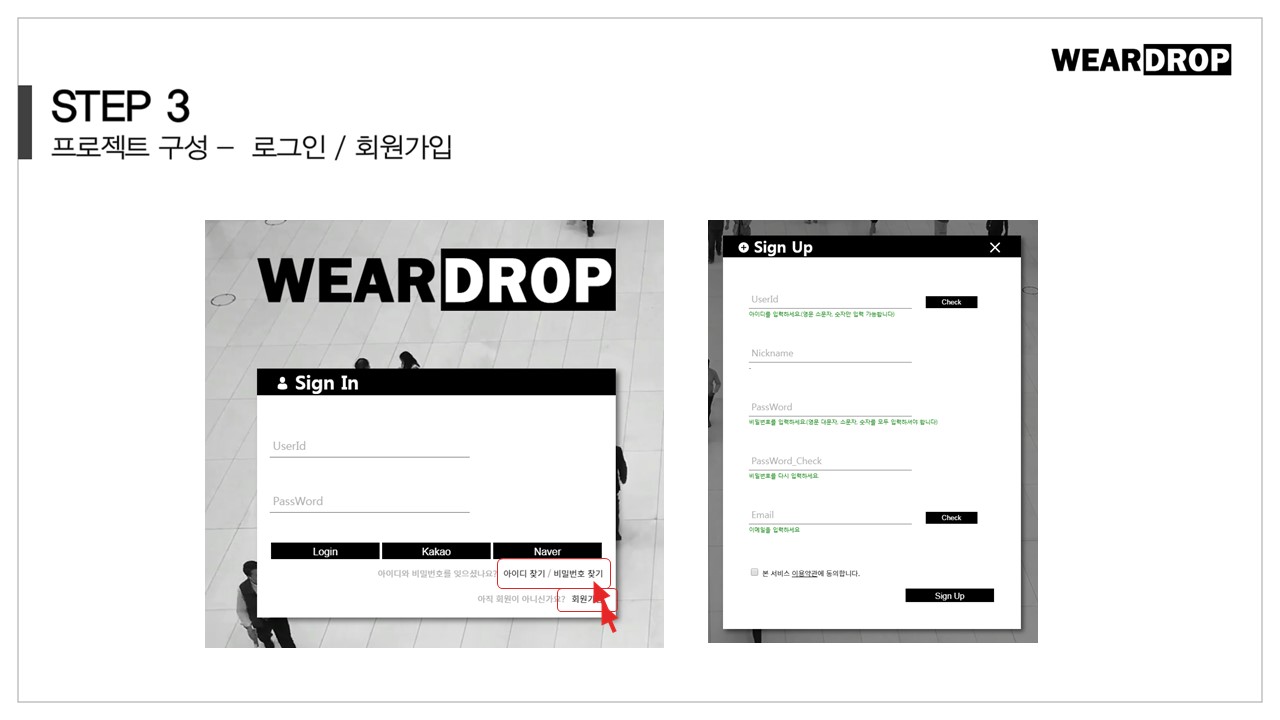 WEARDROP
STEP 3
프로젝트 구성 – 로그인 / 회원가입
WEARDROP
Sign In
UserId
PassWord
Login Kakao Naver
아이디와 비밀번호를 잊으셨나요? 아이디 찾기 / 비밀번호 찾기
아직 회원이 아니신가요?
Sign Up
UserId
Check
아이디를 입력하세요.(영문 소문자, 숫자만 입력 가능합니다)
Nickname
-
PassWord
비밀번호를 입력하세요.(영문 대문자, 소문자, 숫자를 모두 입력하셔야 합니다)
PassWord_Check
비밀번호를 다시 입력하세요.
Email
Check
이메일을 입력하세요
본 서비스 이용약관에 동의합니다.
Sign Up